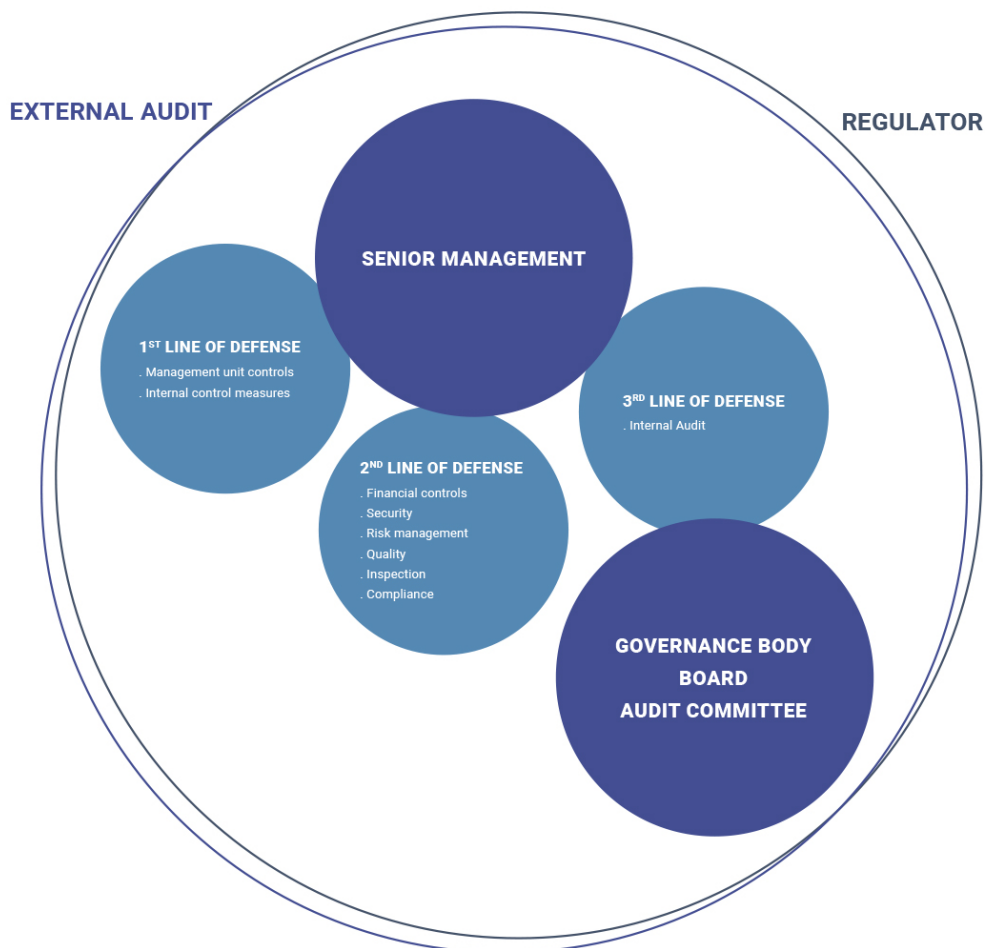 EXTERNAL AUDIT
REGULATOR
SENIOR MANAGEMENT
1ST LINE OF DEFENSE
. Management unit controls
. Internal control measures
3RD LINE OF DEFENSE
. Internal Audit
2ND LINE OF DEFENSE
. Financial controls
. Security
. Risk management
. Quality
. Inspection
. Compliance
GOVERNANCE BODY
BOARD
AUDIT COMMITTEE